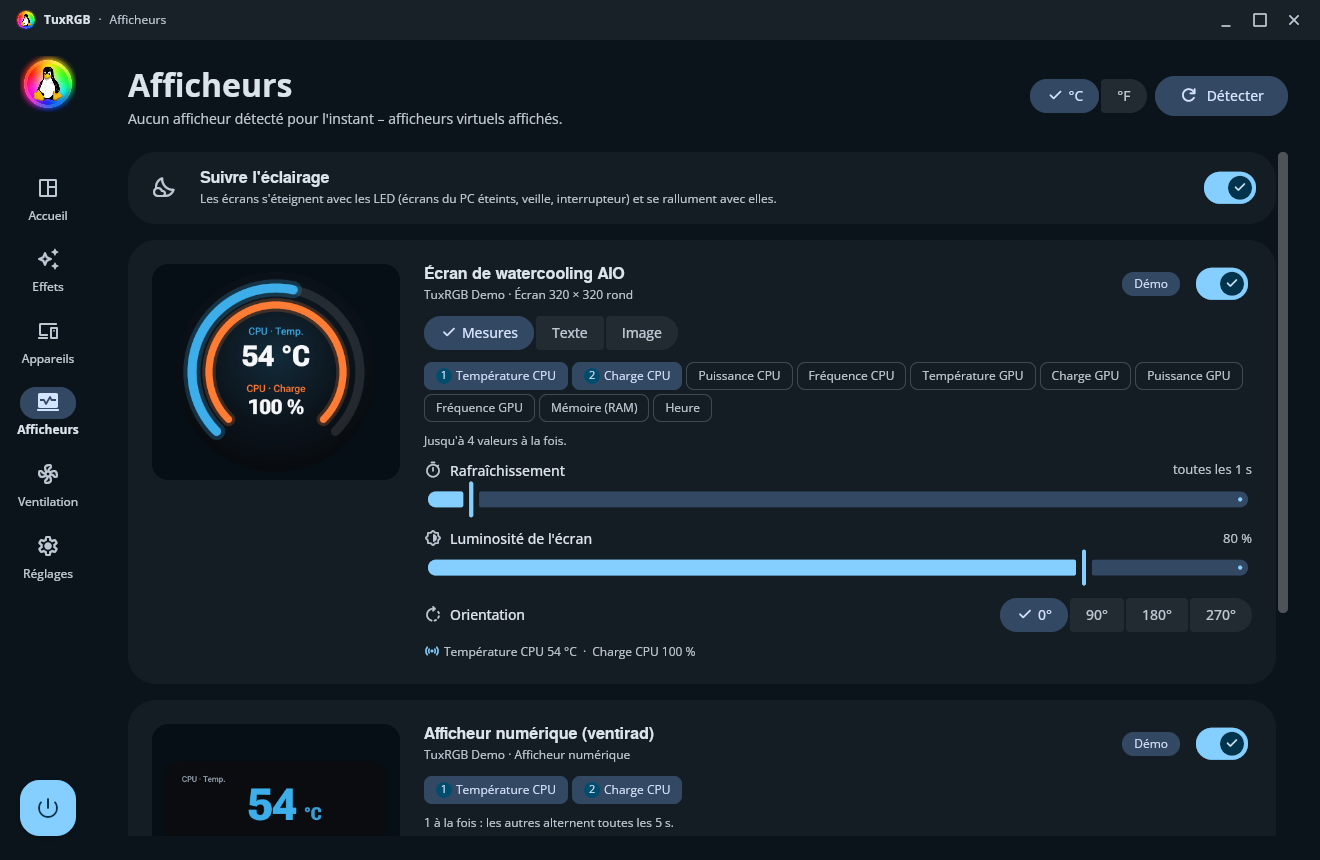 TuxRGB · Afficheurs
Afficheurs
Aucun afficheur détecté pour l'instant – afficheurs virtuels affichés.
°C
°F
Détecter
Accueil
Effets
Appareils
Afficheurs
Ventilation
Réglages
Suivre l'éclairage
Les écrans s'éteignent avec les LED (écrans du PC éteints, veille, interrupteur) et se rallument avec elles.
CPU · Temp.
54 °C
CPU · Charge
100 %
Écran de watercooling AIO
TuxRGB Demo · Écran 320 × 320 rond
Démo
Mesures Texte Image
1 Température CPU 2 Charge CPU Puissance CPU Fréquence CPU Température GPU Charge GPU Puissance GPU
Fréquence GPU Mémoire (RAM) Heure
Jusqu'à 4 valeurs à la fois.
Rafraîchissement toutes les 1 s
Luminosité de l'écran 80 %
Orientation 0° 90° 180° 270°
Température CPU 54 °C · Charge CPU 100 %
CPU · Temp.
54 °C
Afficheur numérique (ventirad)
TuxRGB Demo · Afficheur numérique
Démo
1 Température CPU 2 Charge CPU
1 à la fois : les autres alternent toutes les 5 s.